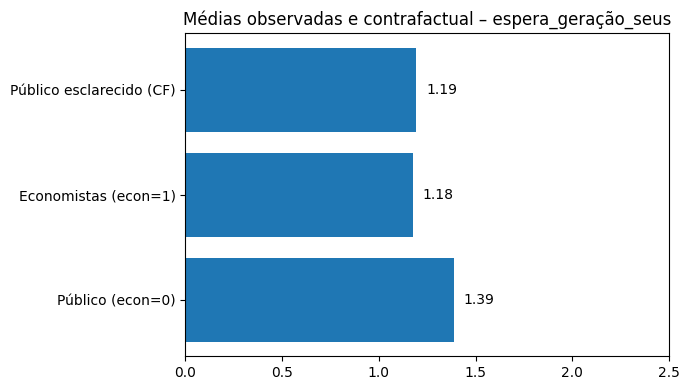 Médias observadas e contrafactual – espera_geração_seus
Público esclarecido (CF)
1.19
Economistas (econ=1)
1.18
Público (econ=0)
1.39
0.0 0.5 1.0 1.5 2.0 2.5